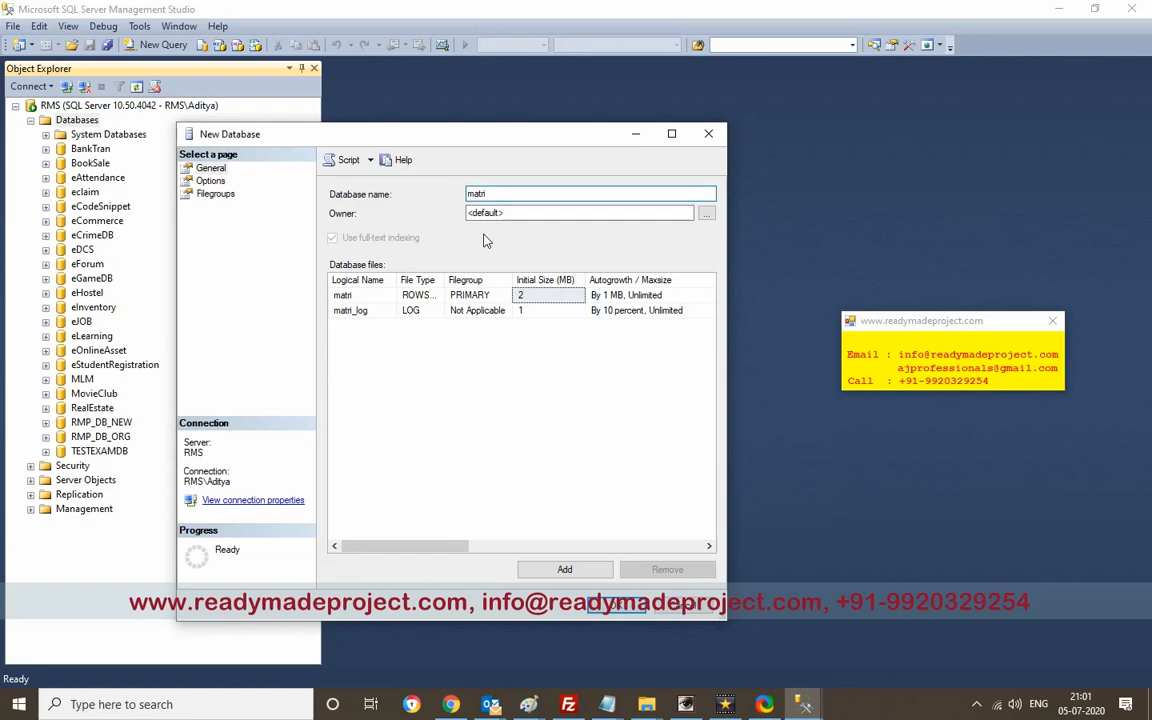 Microsoft SQL Server Management Studio
File Edit View Debug Tools Window Help
New Query
Object Explorer
Connect
RMS (SQL Server 10.50.4042 - RMS\Aditya)
Databases
System Databases
BankTran
BookSale
eAttendance
eclaim
eCodeSnippet
eCommerce
eCrimeDB
eDCS
eForum
eGameDB
eHostel
eInventory
eJOB
eLearning
eOnlineAsset
eStudentRegistration
MLM
MovieClub
RealEstate
RMP_DB_NEW
RMP_DB_ORG
TESTEXAMDB
Security
Server Objects
Replication
Management
New Database
Select a page
General
Options
Filegroups
Connection
Server:
RMS
Connection:
RMS\Aditya
View connection properties
Progress
Ready
Script Help
Database name: matri
Owner: <default> ...
Use full-text indexing
Database files:
Logical Name File Type Filegroup Initial Size (MB) Autogrowth / Maxsize
matri ROWS... PRIMARY 2 By 1 MB, Unlimited
matri_log LOG Not Applicable 1 By 10 percent, Unlimited
Add Remove
www.readymadeproject.com
Email : info@readymadeproject.com
ajprofessionals@gmail.com
Call : +91-9920329254
www.readymadeproject.com, info@readymadeproject.com, +91-9920329254
Ready
Type here to search
ENG
21:01
05-07-2020